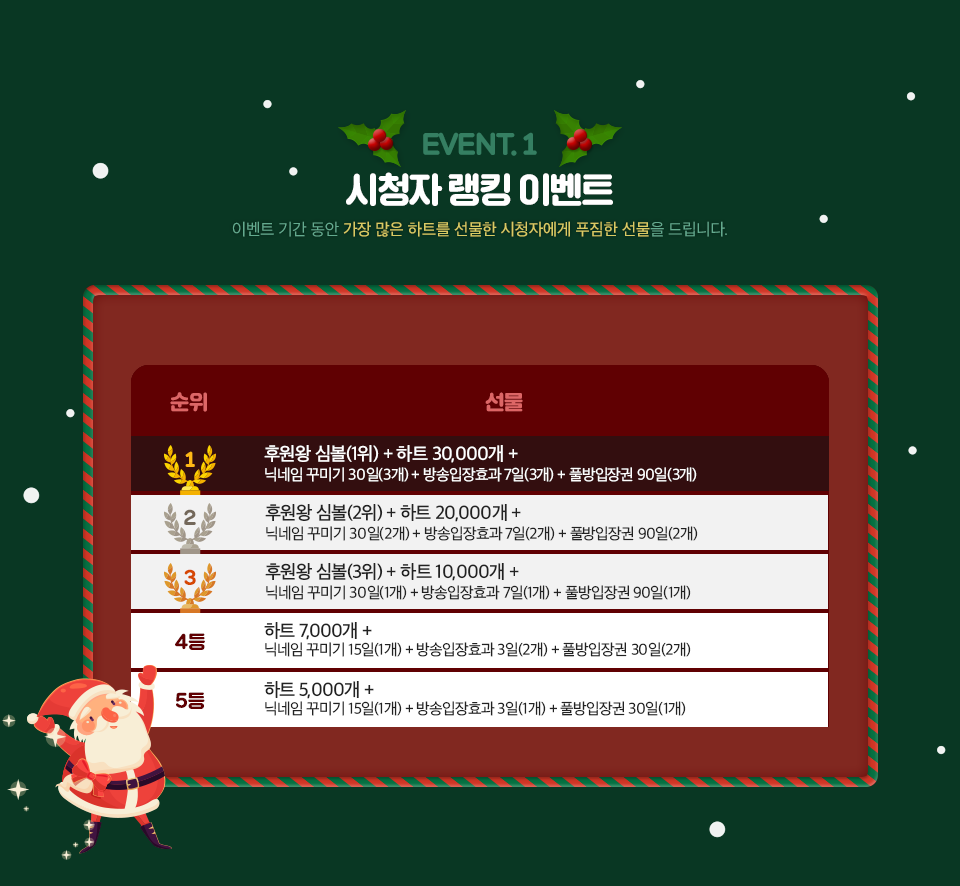 EVENT. 1
시청자 랭킹 이벤트
이벤트 기간 동안 가장 많은 하트를 선물한 시청자에게 푸짐한 선물을 드립니다.
순위 선물
1 후원왕 심볼(1위) + 하트 30,000개 +
닉네임 꾸미기 30일(3개) + 방송입장효과 7일(3개) + 풀방입장권 90일(3개)
2 후원왕 심볼(2위) + 하트 20,000개 +
닉네임 꾸미기 30일(2개) + 방송입장효과 7일(2개) + 풀방입장권 90일(2개)
3 후원왕 심볼(3위) + 하트 10,000개 +
닉네임 꾸미기 30일(1개) + 방송입장효과 7일(1개) + 풀방입장권 90일(1개)
4등 하트 7,000개 +
닉네임 꾸미기 15일(1개) + 방송입장효과 3일(2개) + 풀방입장권 30일(2개)
5등 하트 5,000개 +
닉네임 꾸미기 15일(1개) + 방송입장효과 3일(1개) + 풀방입장권 30일(1개)